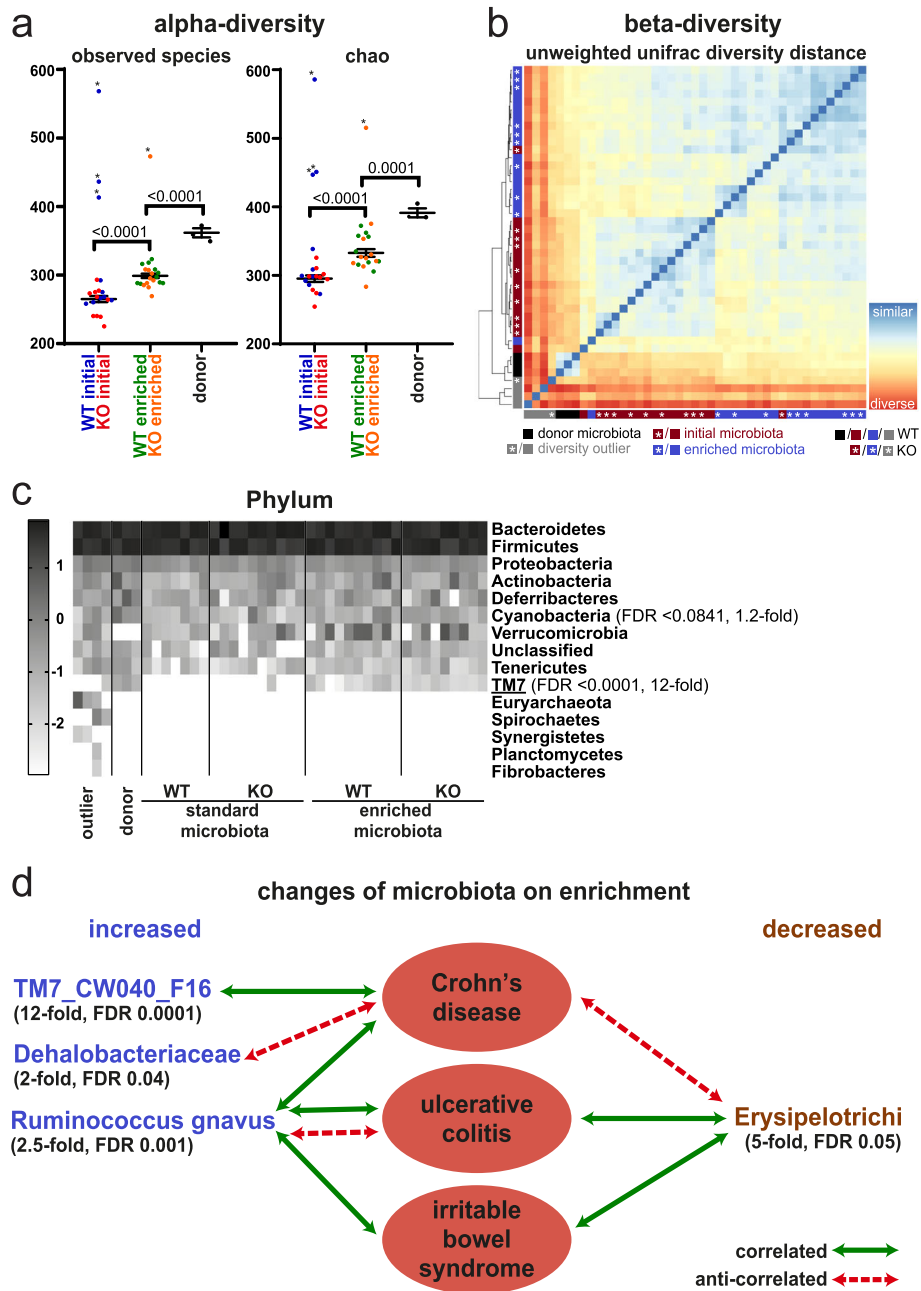 a
alpha-diversity
observed species
chao
600
500
400
300
200
<0.0001
<0.0001
WT initial
KO initial
WT enriched
KO enriched
donor
600
500
400
300
200
<0.0001
0.0001
WT initial
KO initial
WT enriched
KO enriched
donor
b
beta-diversity
unweighted unifrac diversity distance
similar
diverse
donor microbiota
*/ initial microbiota
/ / / WT
*/ diversity outlier
*/ enriched microbiota
*/*/* KO
c
Phylum
1
0
-1
-2
Bacteroidetes
Firmicutes
Proteobacteria
Actinobacteria
Deferribacteres
Cyanobacteria (FDR <0.0841, 1.2-fold)
Verrucomicrobia
Unclassified
Tenericutes
TM7 (FDR <0.0001, 12-fold)
Euryarchaeota
Spirochaetes
Synergistetes
Planctomycetes
Fibrobacteres
outlier
donor
WT
KO
standard
microbiota
WT
KO
enriched
microbiota
d
changes of microbiota on enrichment
increased
decreased
TM7_CW040_F16
(12-fold, FDR 0.0001)
Dehalobacteriaceae
(2-fold, FDR 0.04)
Ruminococcus gnavus
(2.5-fold, FDR 0.001)
Crohn's
disease
ulcerative
colitis
irritable
bowel
syndrome
Erysipelotrichi
(5-fold, FDR 0.05)
correlated
anti-correlated